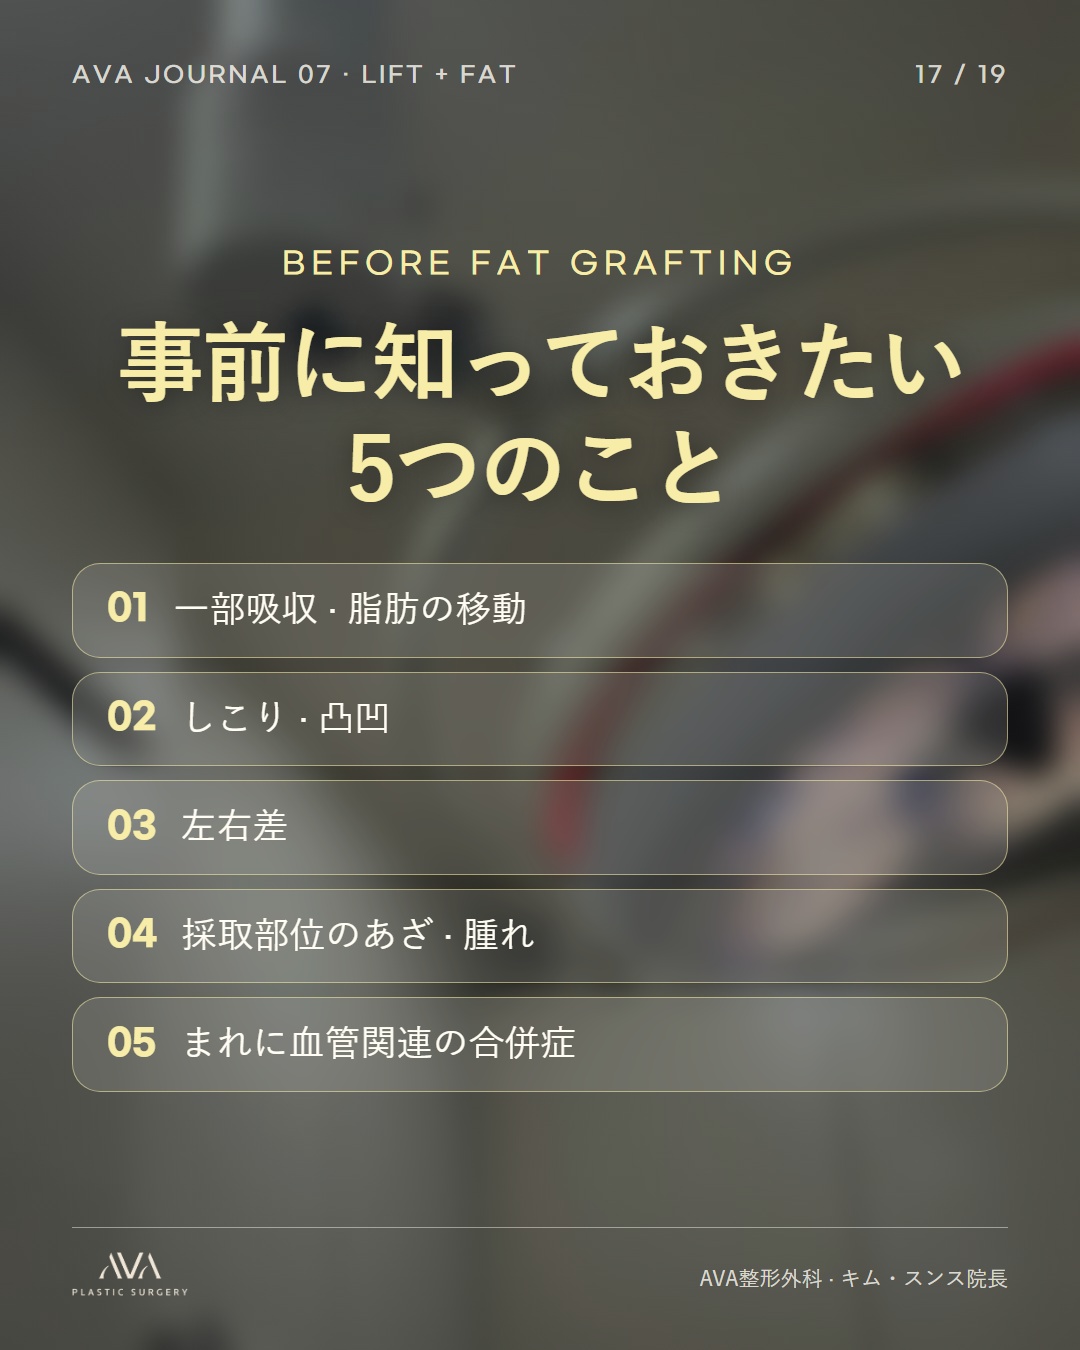 AVA JOURNAL 07 · LIFT + FAT
17 / 19
BEFORE FAT GRAFTING
事前に知っておきたい
5つのこと
01 一部吸収 · 脂肪の移動
02 しこり · 凸凹
03 左右差
04 採取部位のあざ · 腫れ
05 まれに血管関連の合併症
AVA
PLASTIC SURGERY
AVA整形外科 · キム・スンス院長